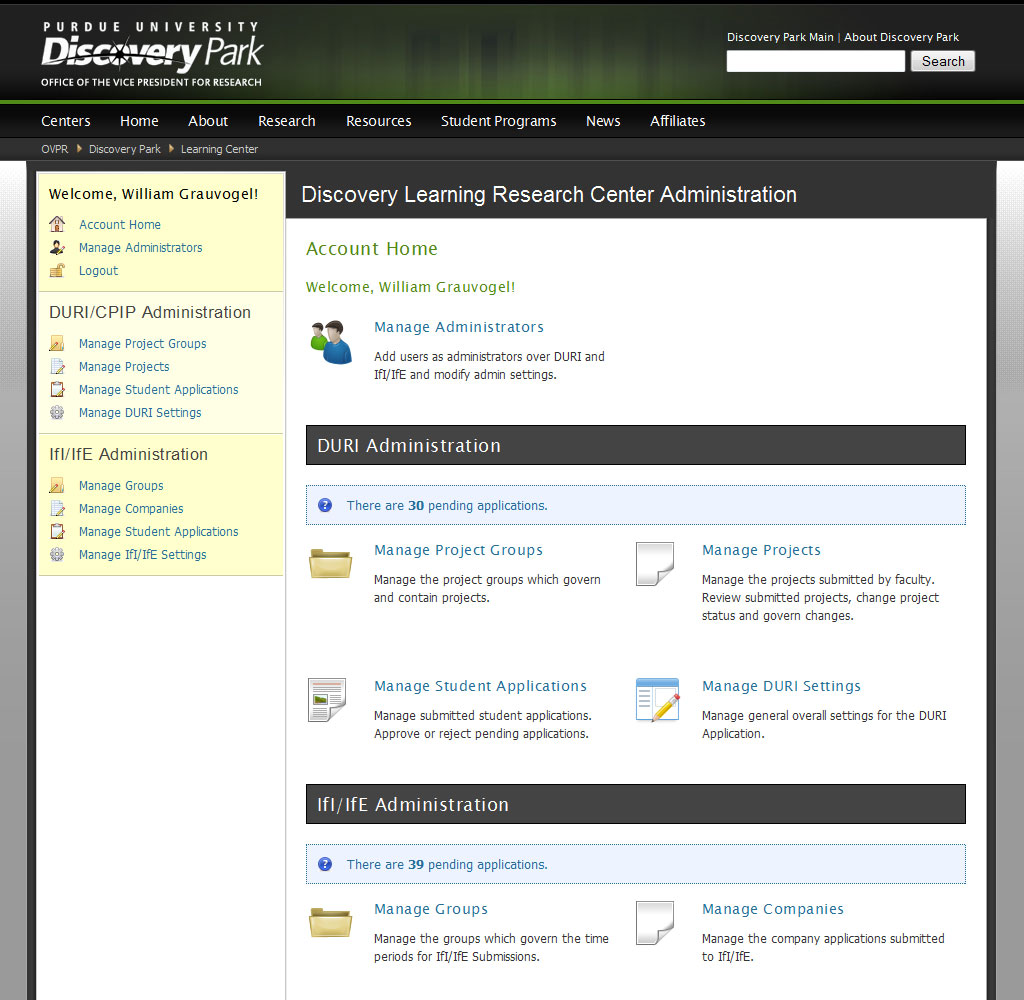 PURDUE UNIVERSITY
Discovery Park
OFFICE OF THE VICE PRESIDENT FOR RESEARCH
Discovery Park Main | About Discovery Park
Search
Centers Home About Research Resources Student Programs News Affiliates
OVPR Discovery Park Learning Center
Welcome, William Grauvogel!
Account Home
Manage Administrators
Logout
DURI/CPIP Administration
Manage Project Groups
Manage Projects
Manage Student Applications
Manage DURI Settings
IfI/IfE Administration
Manage Groups
Manage Companies
Manage Student Applications
Manage IfI/IfE Settings
Discovery Learning Research Center Administration
Account Home
Welcome, William Grauvogel!
Manage Administrators
Add users as administrators over DURI and
IfI/IfE and modify admin settings.
DURI Administration
There are 30 pending applications.
Manage Project Groups
Manage the project groups which govern
and contain projects.
Manage Projects
Manage the projects submitted by faculty.
Review submitted projects, change project
status and govern changes.
Manage Student Applications
Manage submitted student applications.
Approve or reject pending applications.
Manage DURI Settings
Manage general overall settings for the DURI
Application.
IfI/IfE Administration
There are 39 pending applications.
Manage Groups
Manage the groups which govern the time
periods for IfI/IfE Submissions.
Manage Companies
Manage the company applications submitted
to IfI/IfE.